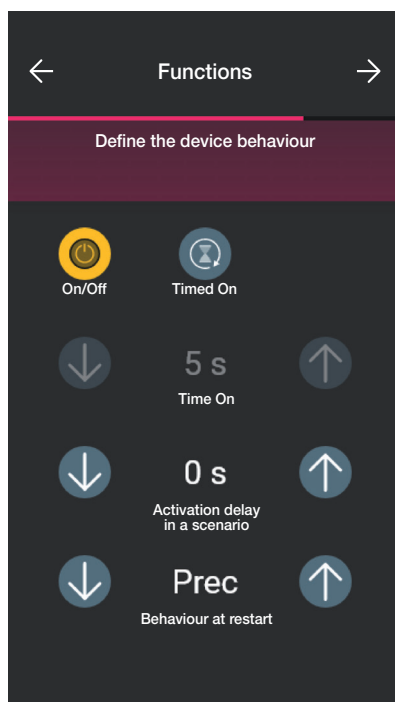 Functions
Define the device behaviour
On/Off Timed On
5 s
Time On
0 s
Activation delay
in a scenario
Prec
Behaviour at restart